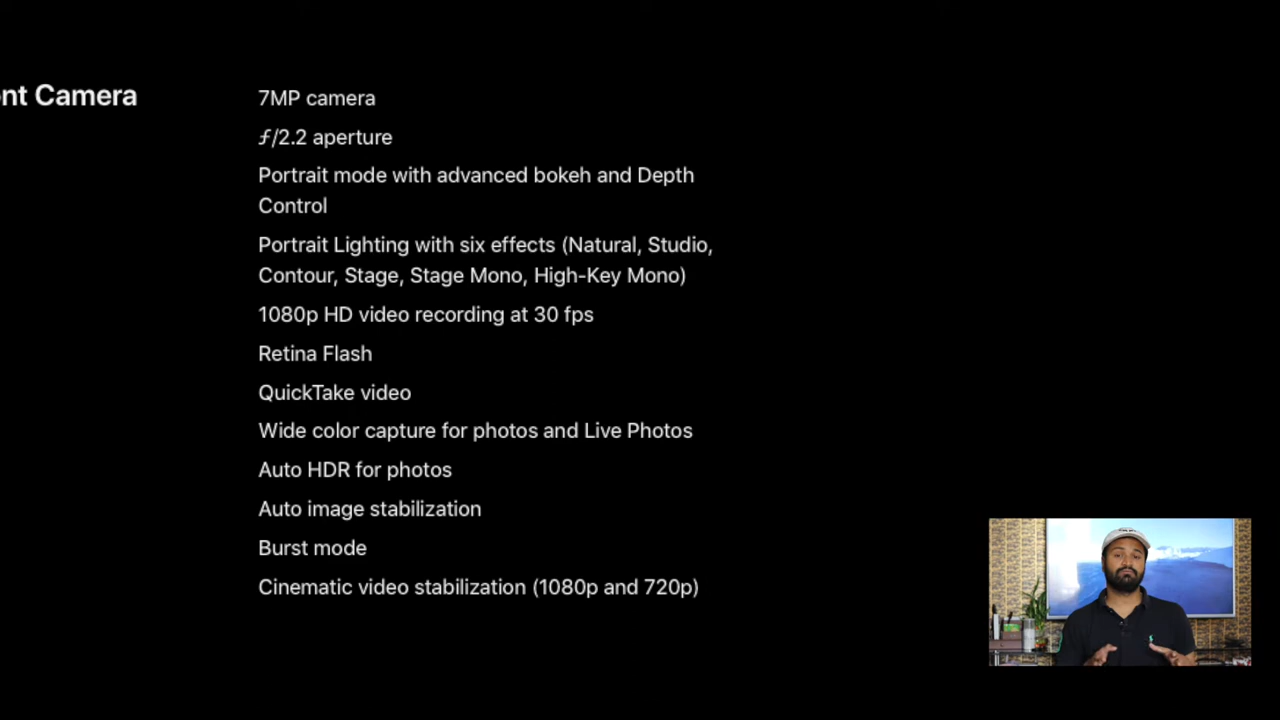 nt Camera
7MP camera
ƒ/2.2 aperture
Portrait mode with advanced bokeh and Depth
Control
Portrait Lighting with six effects (Natural, Studio,
Contour, Stage, Stage Mono, High-Key Mono)
1080p HD video recording at 30 fps
Retina Flash
QuickTake video
Wide color capture for photos and Live Photos
Auto HDR for photos
Auto image stabilization
Burst mode
Cinematic video stabilization (1080p and 720p)